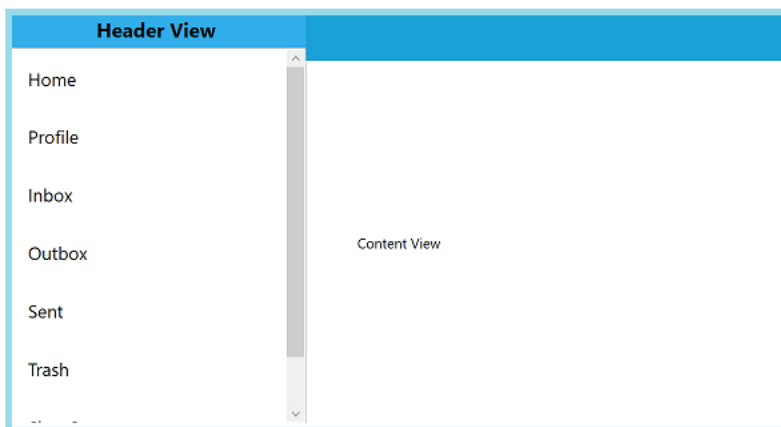 Header View
Home
Profile
Inbox
Outbox
Content View
Sent
Trash